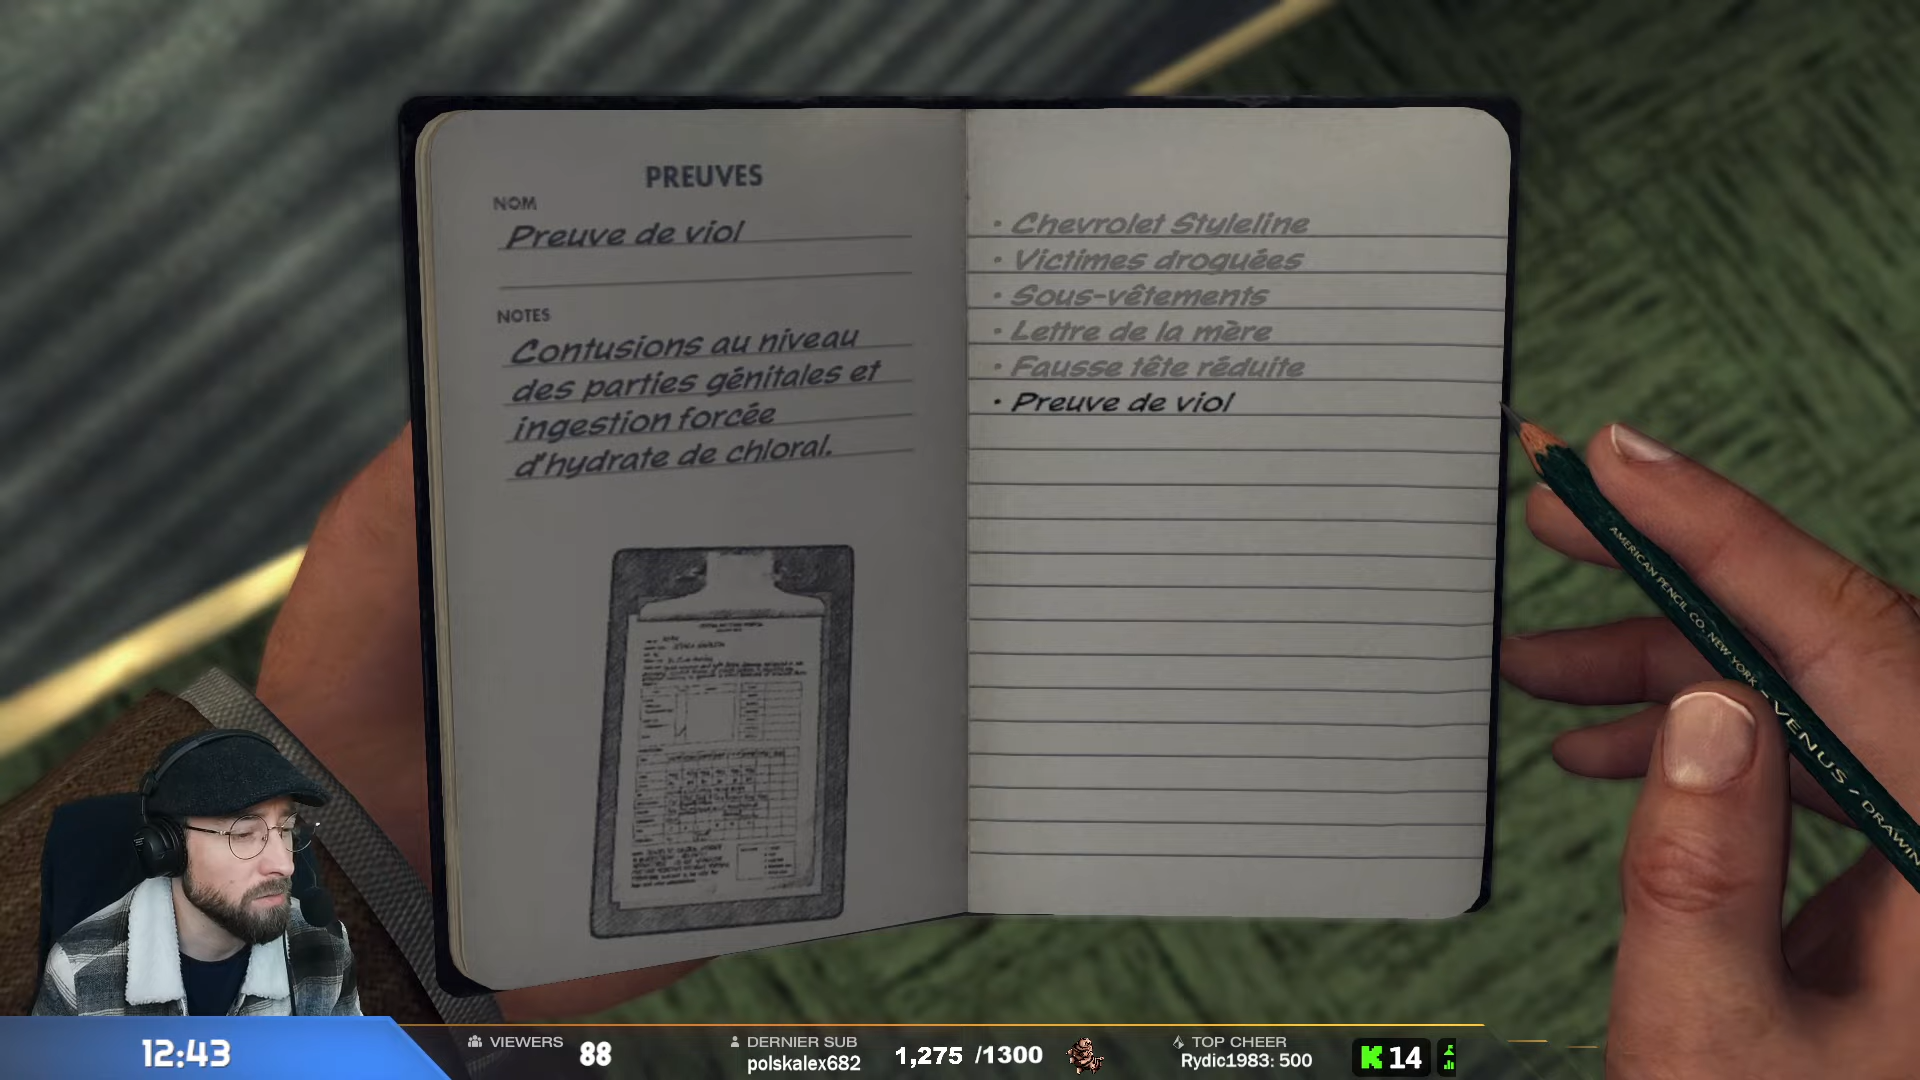 PREUVES
NOM
Preuve de viol
NOTES
Contusions au niveau
des parties génitales et
ingestion forcée
d'hydrate de chloral.
• Chevrolet Styleline
• Victimes droguées
• Sous-vêtements
• Lettre de la mère
• Fausse tête réduite
• Preuve de viol
AMERICAN PENCIL CO. NEW YORK - VENUS / DRAWIN
12:43
VIEWERS
88
DERNIER SUB
polskalex682
1,275 /1300
TOP CHEER
Rydic1983: 500
K 14